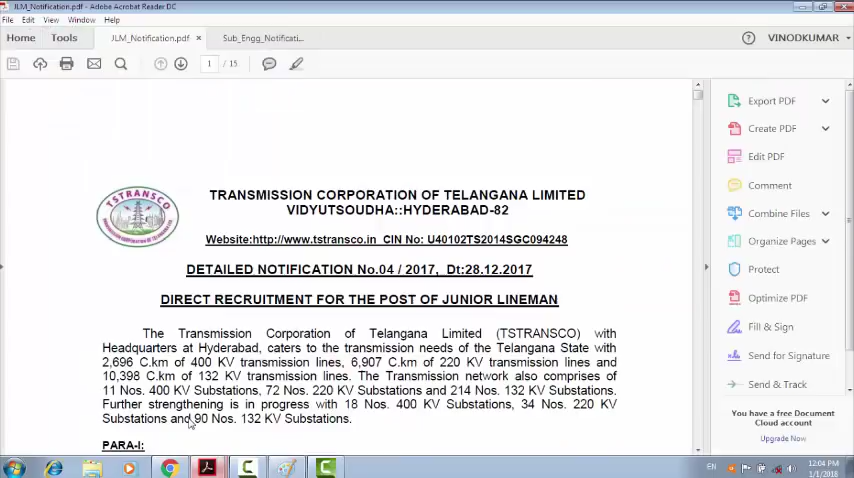 JLM_Notification.pdf - Adobe Acrobat Reader DC
File Edit View Window Help
Home Tools JLM_Notification.pdf × Sub_Engg_Notificati... VINODKUMAR
1 / 15
Export PDF
Create PDF
Edit PDF
Comment
Combine Files
Organize Pages
Protect
Optimize PDF
Fill & Sign
Send for Signature
Send & Track
You have a free Document
Cloud account
Upgrade Now
TSTRANSCO
TRANSMISSION CORPORATION OF TELANGANA LIMITED
VIDYUTSOUDHA::HYDERABAD-82
Website:http://www.tstransco.in CIN No: U40102TS2014SGC094248
DETAILED NOTIFICATION No.04 / 2017, Dt:28.12.2017
DIRECT RECRUITMENT FOR THE POST OF JUNIOR LINEMAN
The Transmission Corporation of Telangana Limited (TSTRANSCO) with
Headquarters at Hyderabad, caters to the transmission needs of the Telangana State with
2,696 C.km of 400 KV transmission lines, 6,907 C.km of 220 KV transmission lines and
10,398 C.km of 132 KV transmission lines. The Transmission network also comprises of
11 Nos. 400 KV Substations, 72 Nos. 220 KV Substations and 214 Nos. 132 KV Substations.
Further strengthening is in progress with 18 Nos. 400 KV Substations, 34 Nos. 220 KV
Substations and 90 Nos. 132 KV Substations.
PARA-I:
EN
12:04 PM
1/1/2018